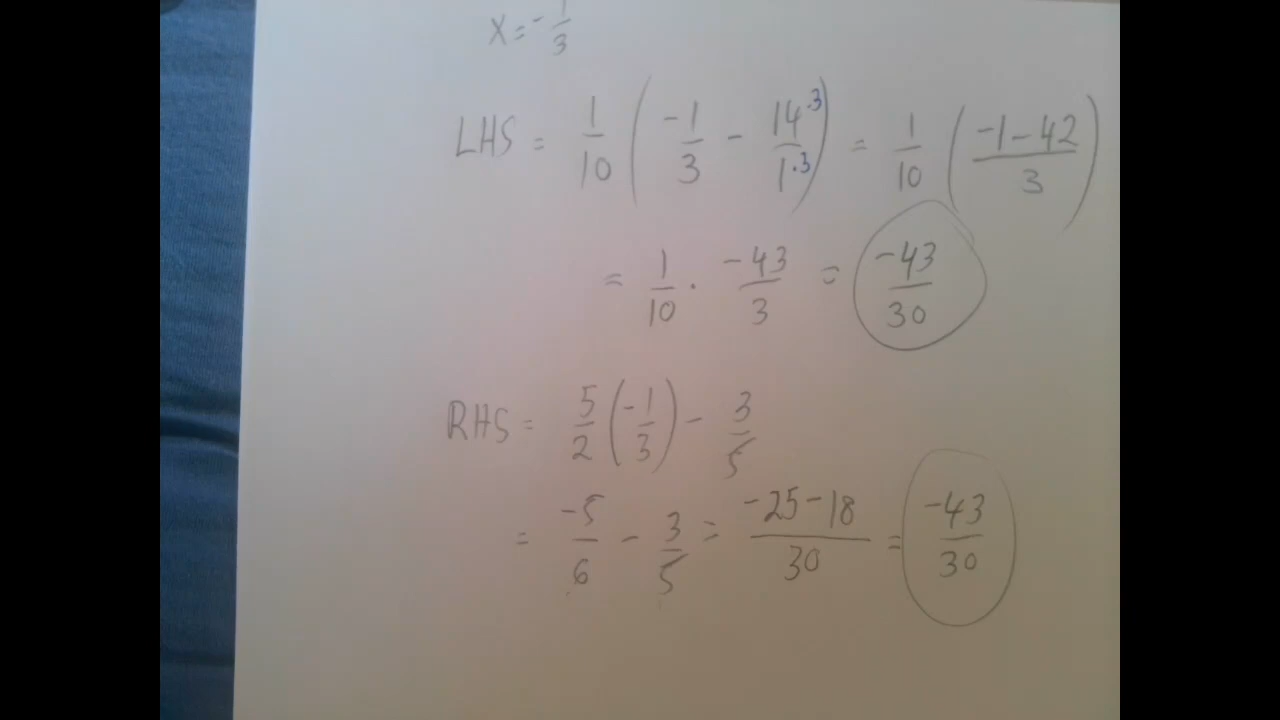 x = -1/3
LHS = 1/10 ( -1/3 - 14·3/1·3 ) = 1/10 ( -1-42/3 )
= 1/10 · -43/3 = -43/30
RHS = 5/2 ( -1/3 ) - 3/5
= -5/6 - 3/5 = -25-18/30 = -43/30